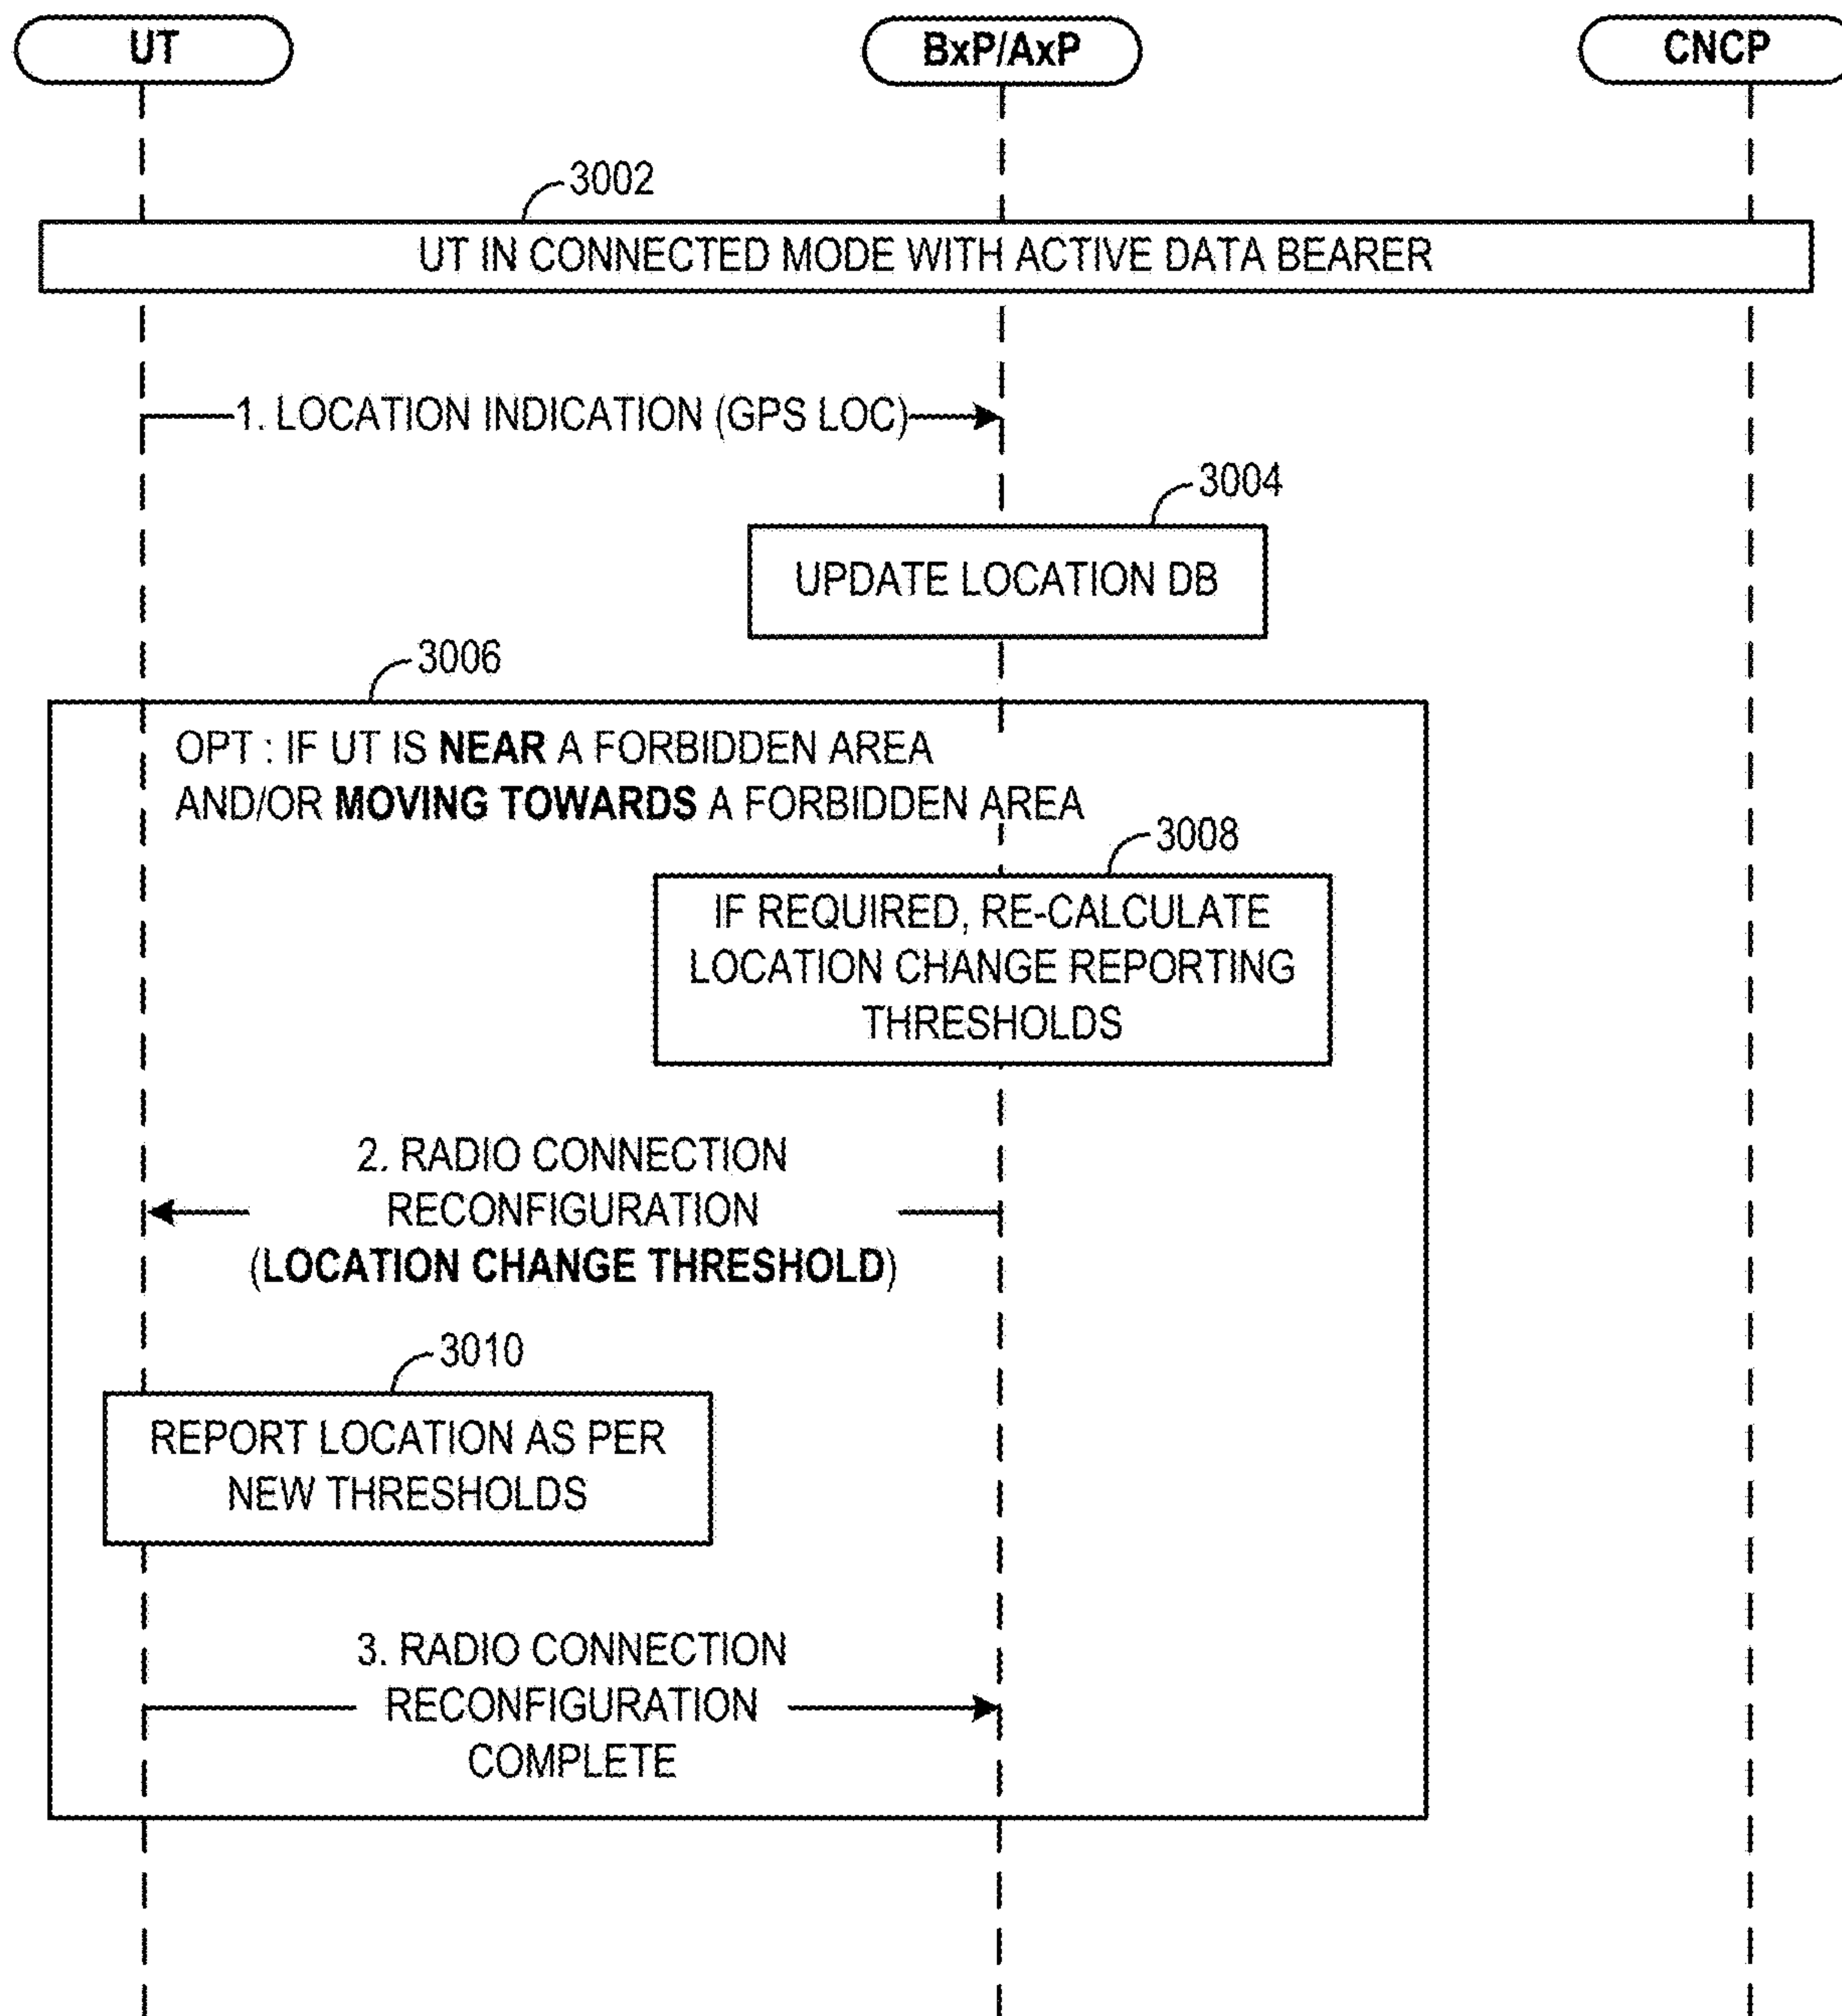 UT
BxP/AxP
CNCP
3002
UT IN CONNECTED MODE WITH ACTIVE DATA BEARER
1. LOCATION INDICATION (GPS LOC)
3004
UPDATE LOCATION DB
3006
OPT : IF UT IS NEAR A FORBIDDEN AREA
AND/OR MOVING TOWARDS A FORBIDDEN AREA
3008
IF REQUIRED, RE-CALCULATE
LOCATION CHANGE REPORTING
THRESHOLDS
2. RADIO CONNECTION
RECONFIGURATION
(LOCATION CHANGE THRESHOLD)
3010
REPORT LOCATION AS PER
NEW THRESHOLDS
3. RADIO CONNECTION
RECONFIGURATION
COMPLETE